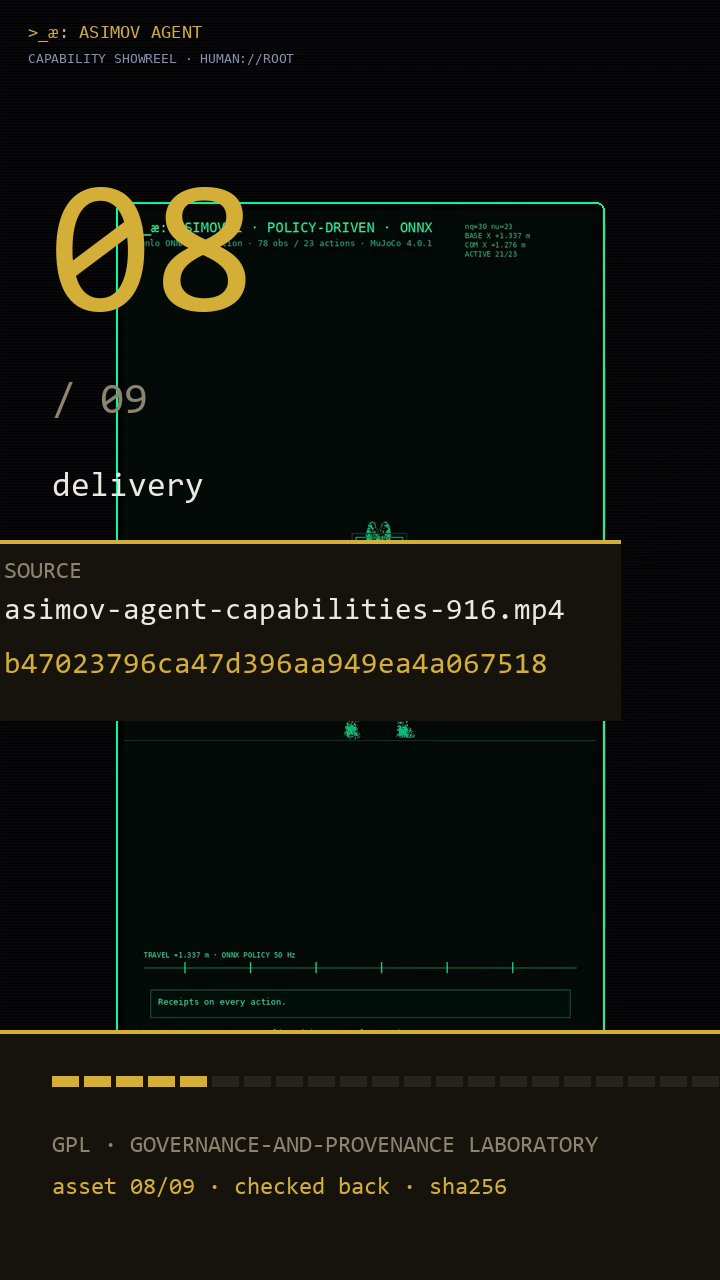 >_æ: ASIMOV AGENT
CAPABILITY SHOWREEL · HUMAN://ROOT
08
· POLICY-DRIVEN · ONNX
· 78 obs / 23 actions · MuJoCo 4.0.1
nq=30 nu=23
BASE X +1.337 m
COM X +1.276 m
ACTIVE 21/23
/ 09
delivery
SOURCE
asimov-agent-capabilities-916.mp4
b47023796ca47d396aa949ea4a067518
TRAVEL +1.337 m · ONNX POLICY 50 Hz
Receipts on every action.
GPL · GOVERNANCE-AND-PROVENANCE LABORATORY
asset 08/09 · checked back · sha256